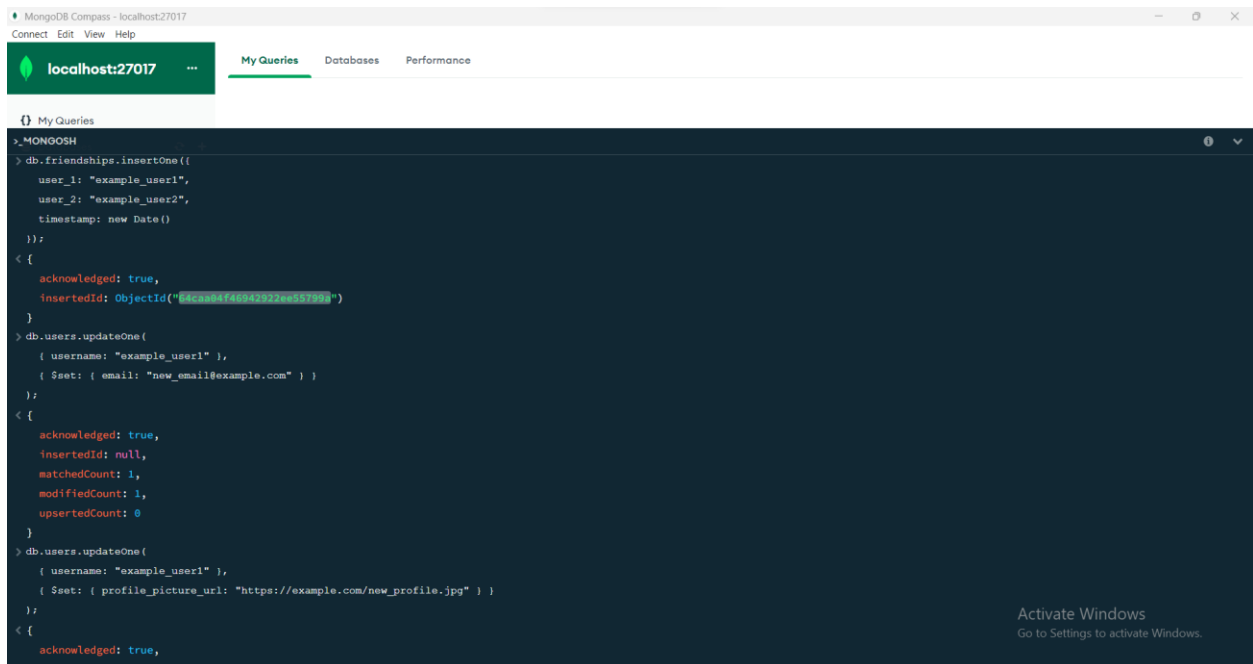 MongoDB Compass - localhost:27017
Connect Edit View Help
localhost:27017 ...
My Queries Databases Performance
{} My Queries
>_MONGOSH
> db.friendships.insertOne({
user_1: "example_user1",
user_2: "example_user2",
timestamp: new Date()
});
< {
acknowledged: true,
insertedId: ObjectId("64caa04f46942922ee55799a")
}
> db.users.updateOne(
{ username: "example_user1" },
{ $set: { email: "new_email@example.com" } }
);
< {
acknowledged: true,
insertedId: null,
matchedCount: 1,
modifiedCount: 1,
upsertedCount: 0
}
> db.users.updateOne(
{ username: "example_user1" },
{ $set: { profile_picture_url: "https://example.com/new_profile.jpg" } }
);
< {
acknowledged: true,
Activate Windows
Go to Settings to activate Windows.